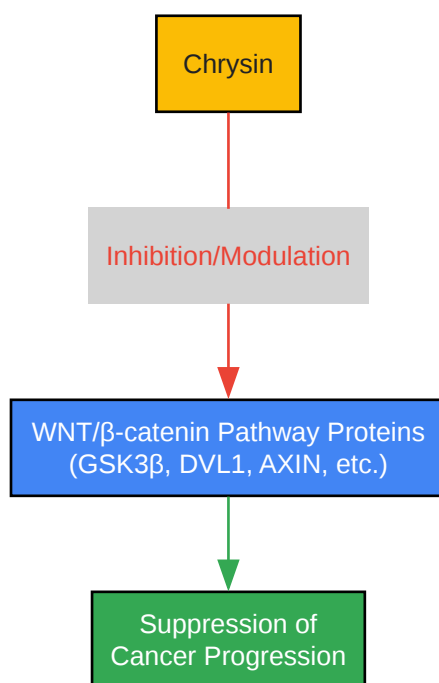 Chrysin
Inhibition/Modulation
WNT/β-catenin Pathway Proteins
(GSK3β, DVL1, AXIN, etc.)
Suppression of
Cancer Progression